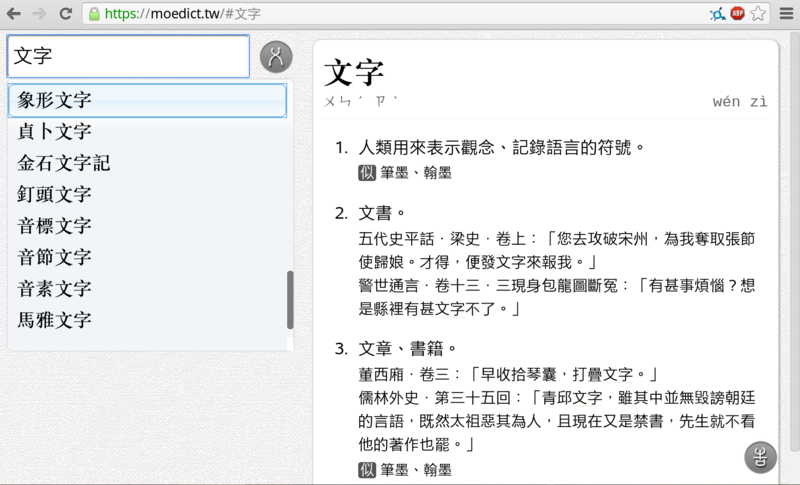 https://moedict.tw/#文字
ABP
文字
象形文字
貞卜文字
金石文字記
釘頭文字
音標文字
音節文字
音素文字
馬雅文字
文字
ㄨㄣˊ ㄗˋ
wén zì
1. 人類用來表示觀念、記錄語言的符號。
似 筆墨、翰墨
2. 文書。
五代史平話．梁史．卷上：「您去攻破宋州，為我奪取張節
使歸娘。才得，便發文字來報我。」
警世通言．卷十三．三現身包龍圖斷冤：「有甚事煩惱？想
是縣裡有甚文字不了。」
3. 文章、書籍。
董西廂．卷三：「早收拾琴囊，打疊文字。」
儒林外史．第三十五回：「青邱文字，雖其中並無毀謗朝廷
的言語，既然太祖惡其為人，且現在又是禁書，先生就不看
他的著作也罷。」
似 筆墨、翰墨